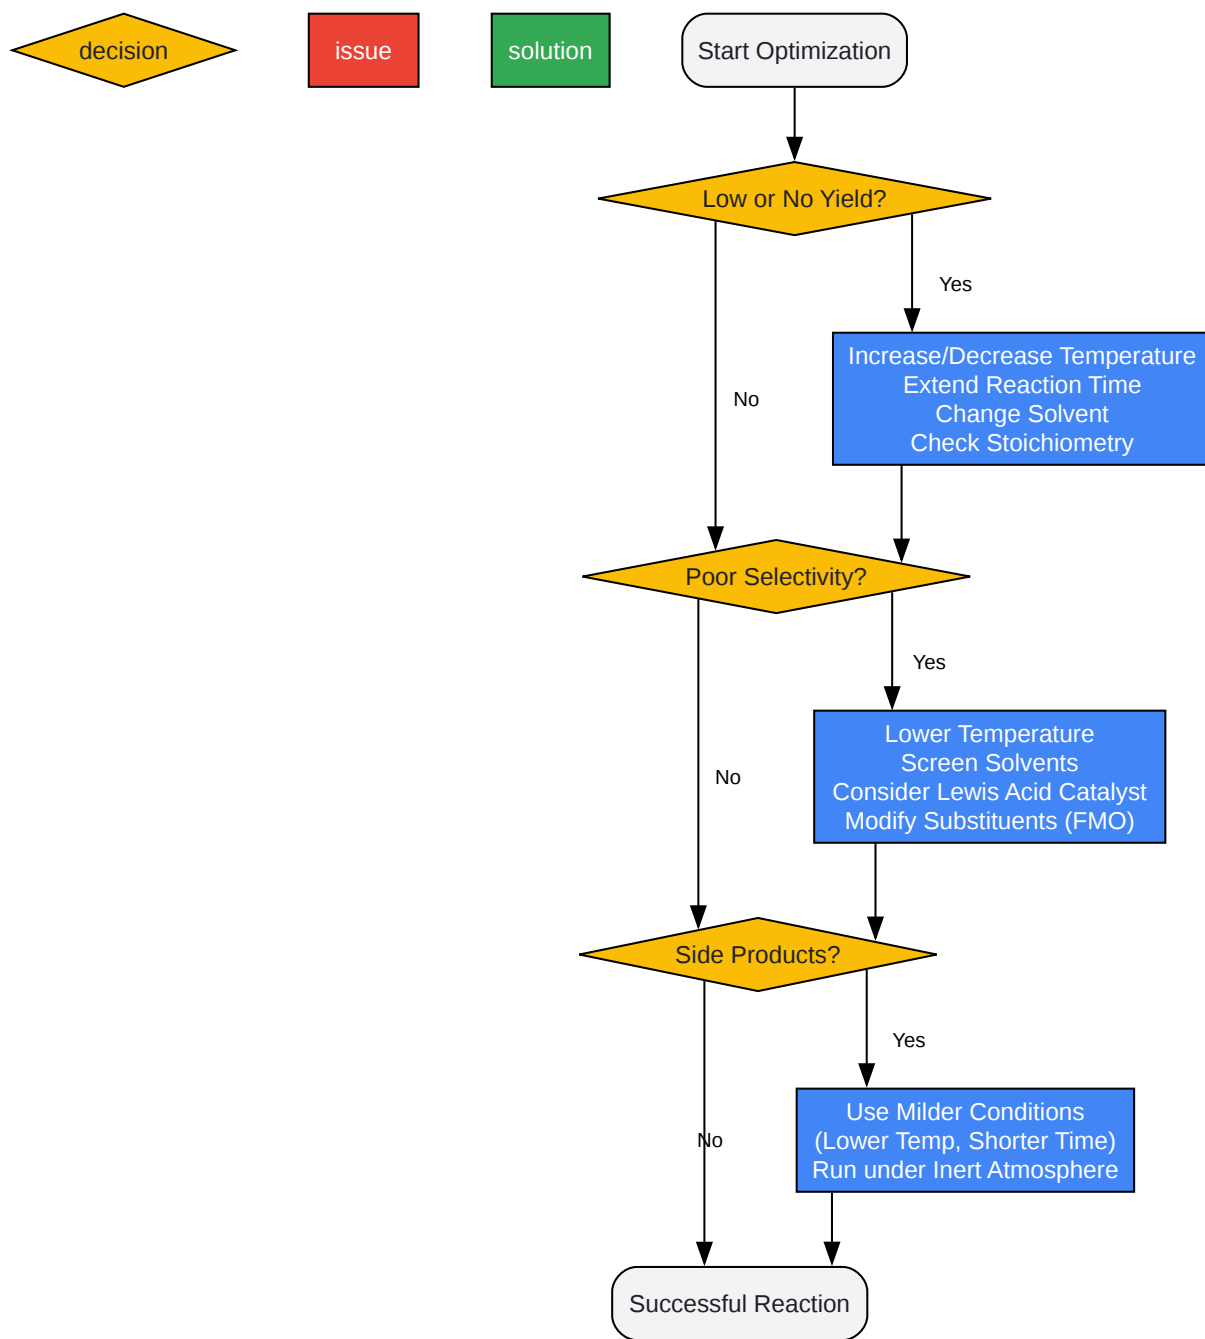 decision
issue
solution
Start Optimization
Low or No Yield?
Yes
Increase/Decrease Temperature
Extend Reaction Time
Change Solvent
Check Stoichiometry
No
Poor Selectivity?
Yes
Lower Temperature
Screen Solvents
Consider Lewis Acid Catalyst
Modify Substituents (FMO)
No
Side Products?
Yes
Use Milder Conditions
(Lower Temp, Shorter Time)
Run under Inert Atmosphere
No
Successful Reaction